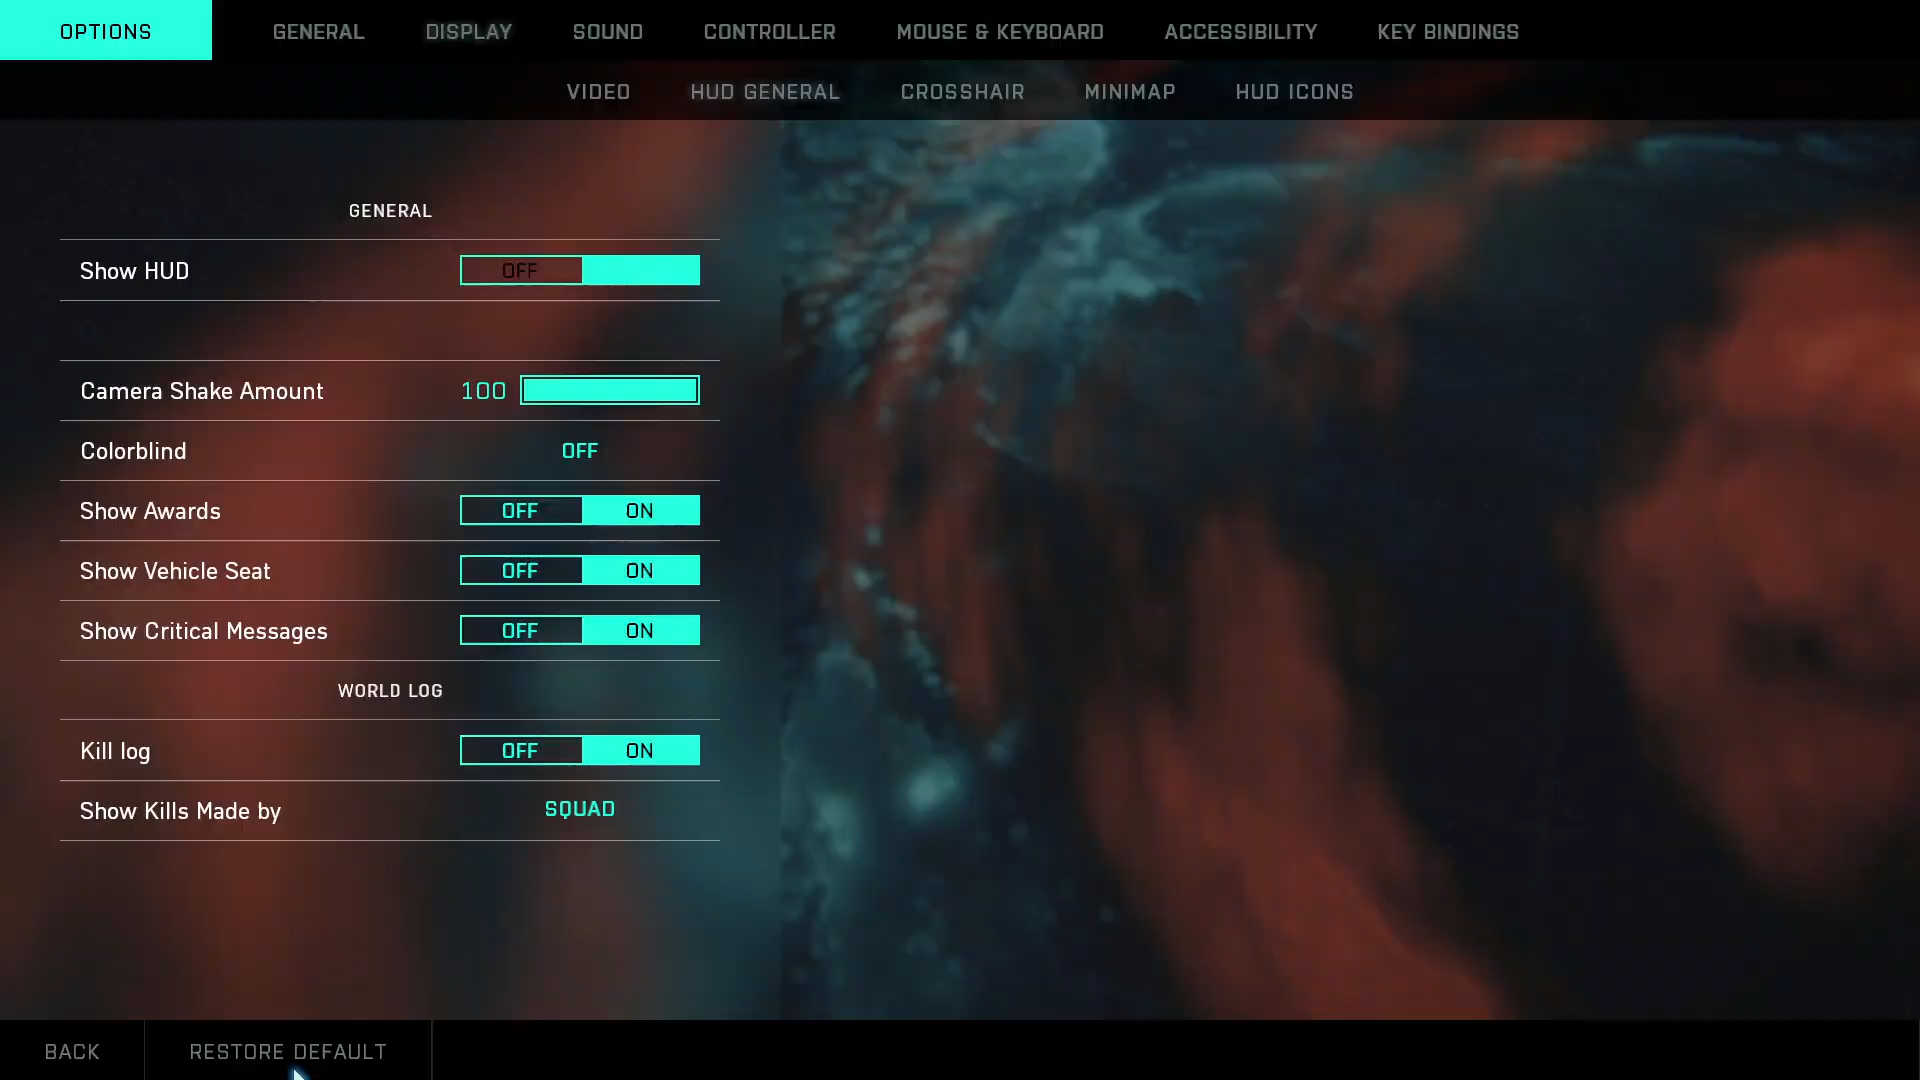 OPTIONS GENERAL DISPLAY SOUND CONTROLLER MOUSE & KEYBOARD ACCESSIBILITY KEY BINDINGS
VIDEO HUD GENERAL CROSSHAIR MINIMAP HUD ICONS
GENERAL
Show HUD OFF
Camera Shake Amount 100
Colorblind OFF
Show Awards OFF ON
Show Vehicle Seat OFF ON
Show Critical Messages OFF ON
WORLD LOG
Kill log OFF ON
Show Kills Made by SQUAD
BACK RESTORE DEFAULT